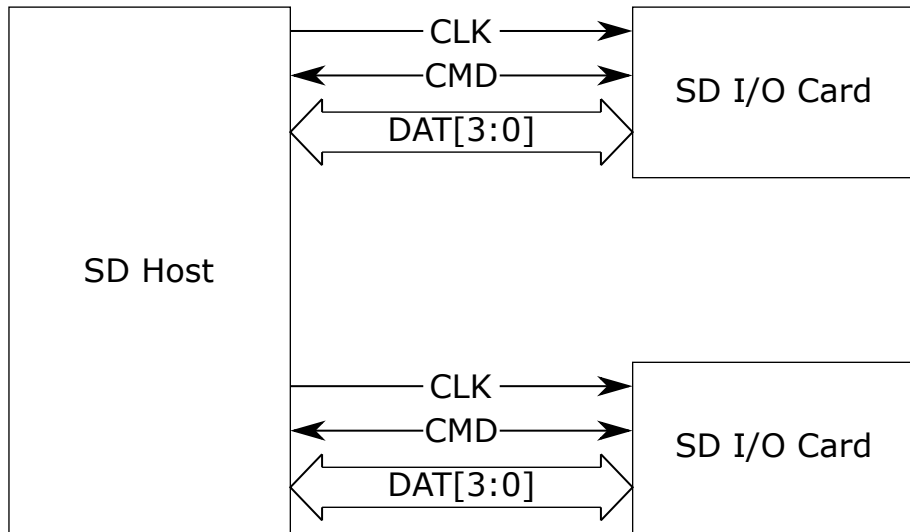 CLK
CMD
SD I/O Card
DAT[3:0]
SD Host
CLK
CMD
SD I/O Card
DAT[3:0]